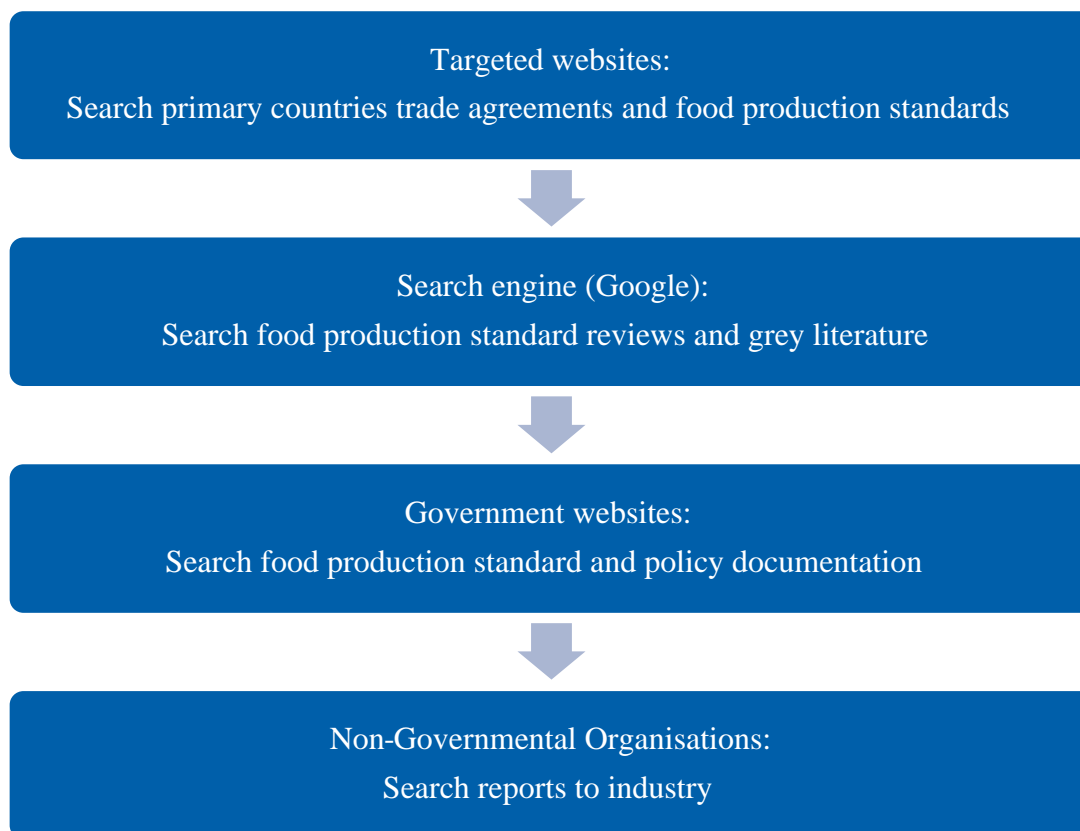 Targeted websites:
Search primary countries trade agreements and food production standards
Search engine (Google):
Search food production standard reviews and grey literature
Government websites:
Search food production standard and policy documentation
Non-Governmental Organisations:
Search reports to industry